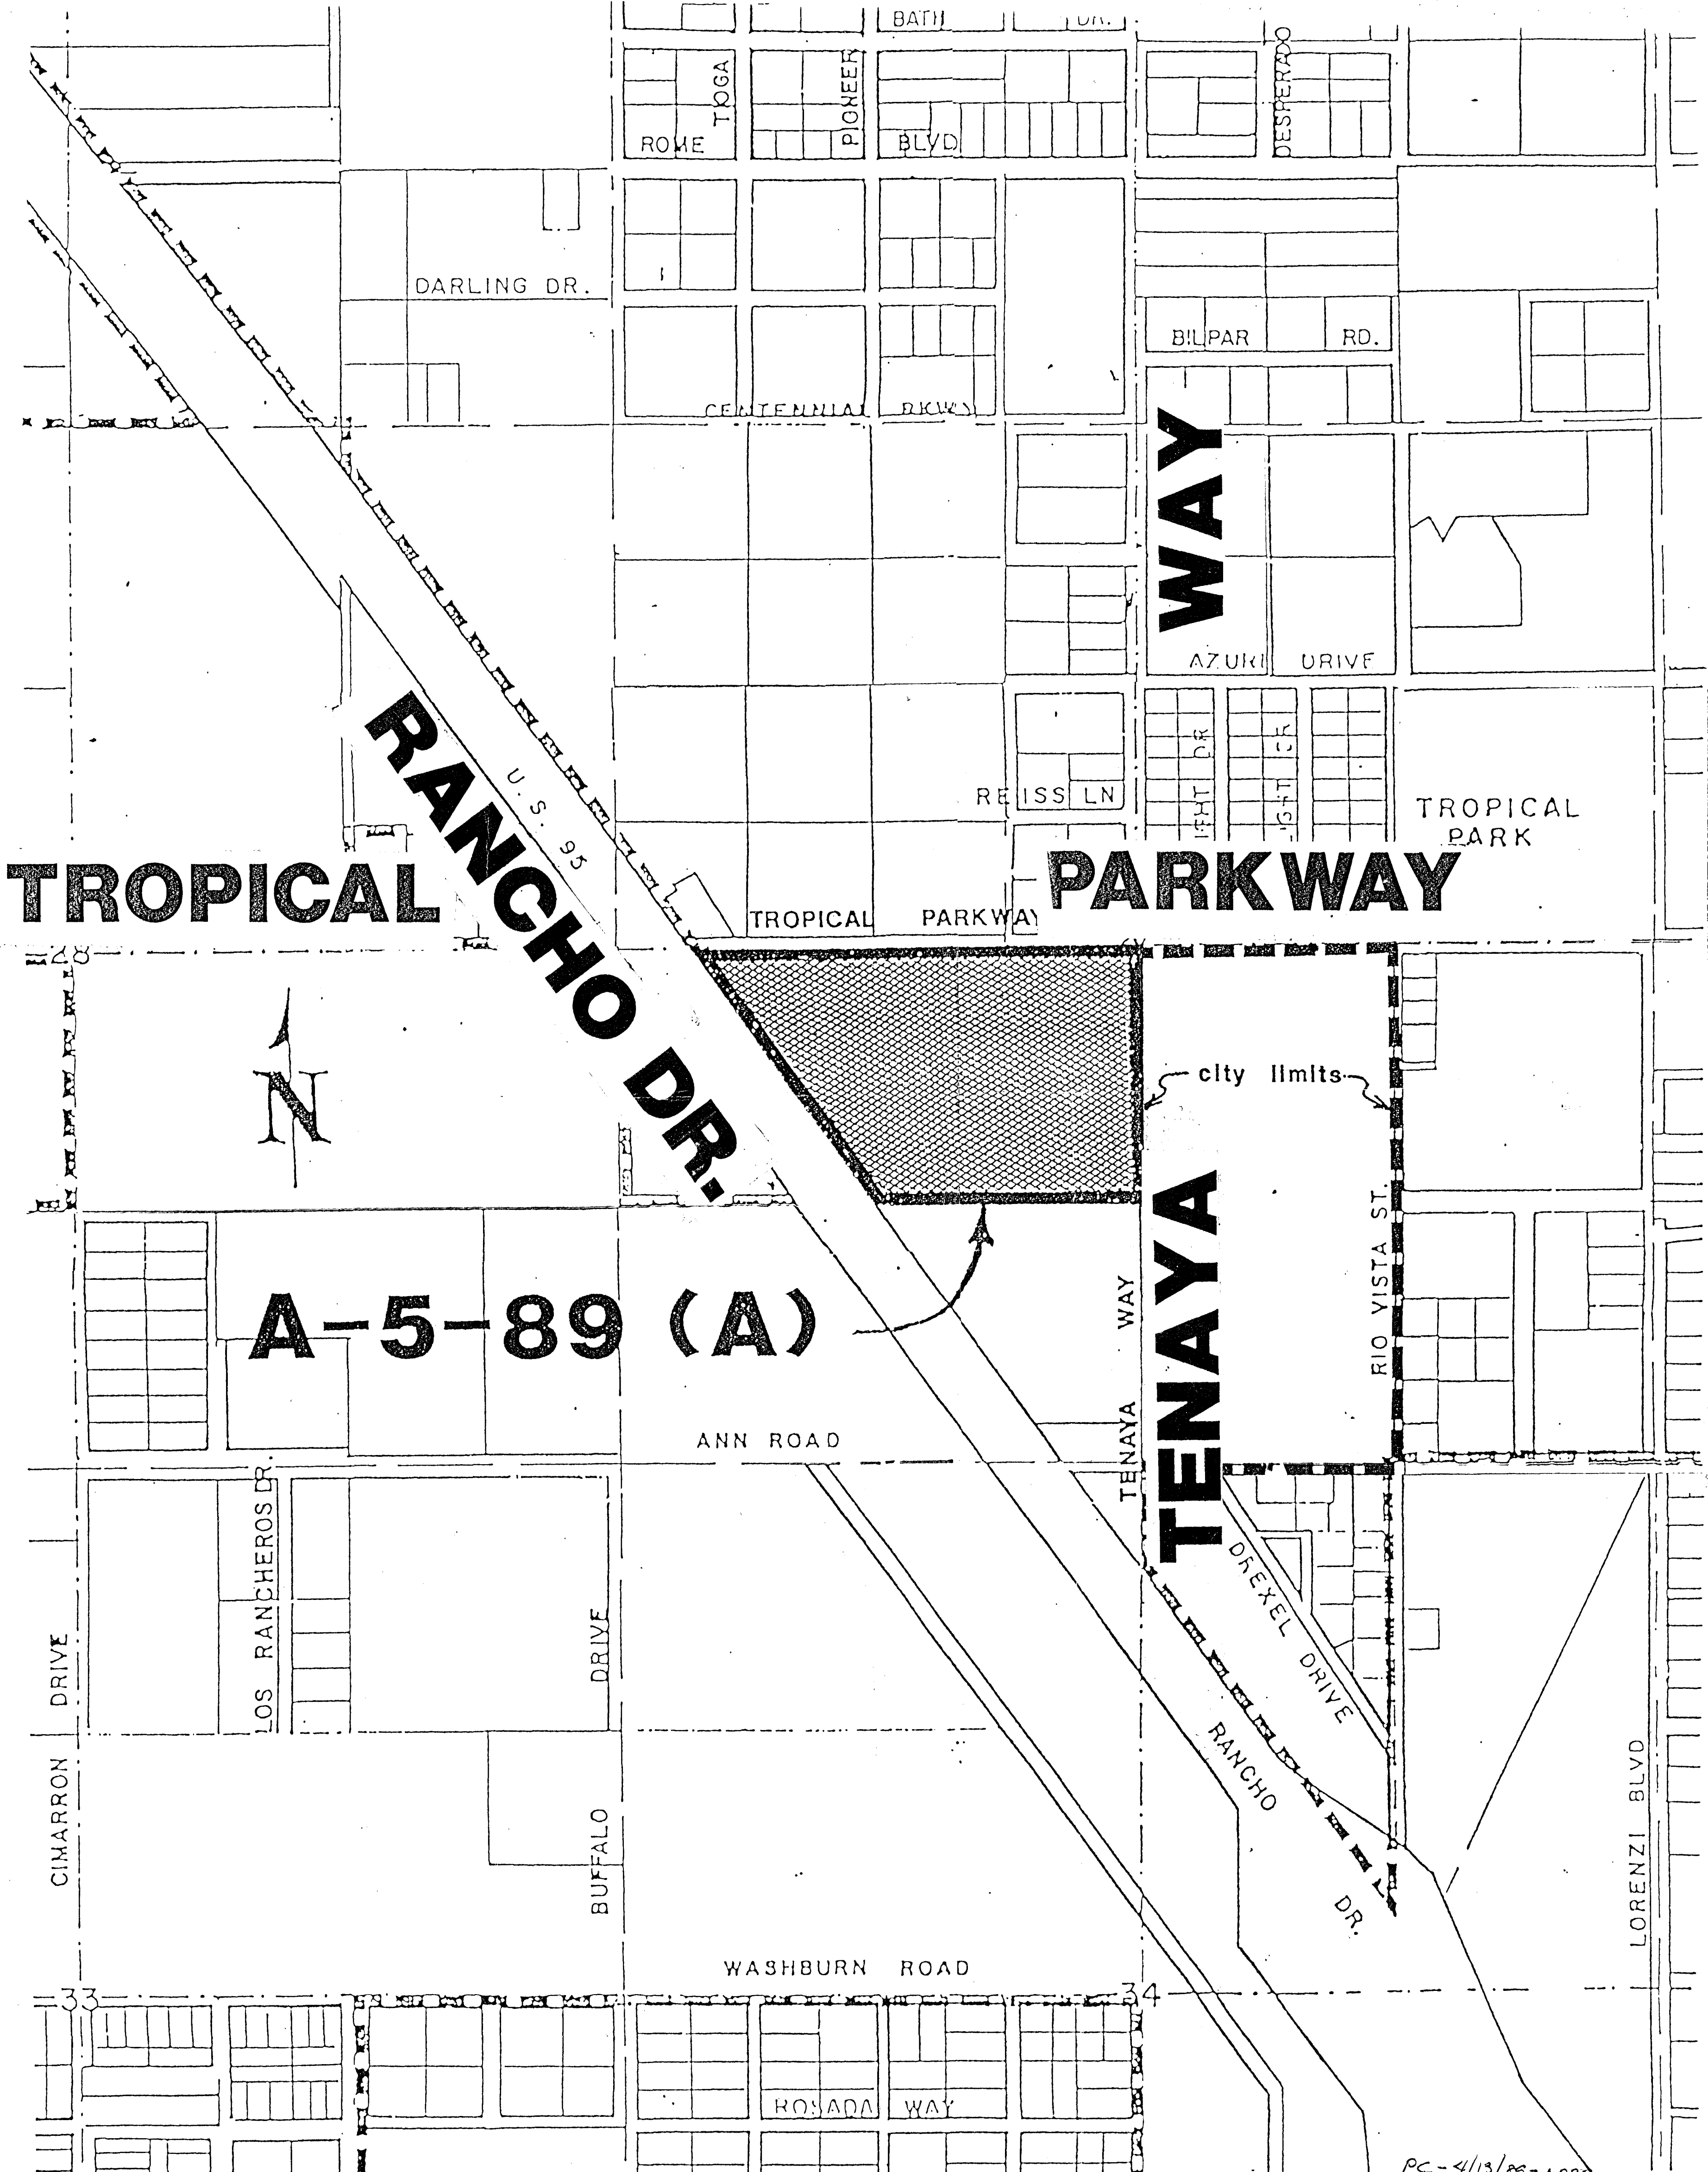 BATH DR.
TIOGA
PIONEER
DESPERADO
ROME BLVD
DARLING DR.
BILPAR RD.
CENTENNIAL PKWY
WAY
AZURE DRIVE
RANCHO DR.
U. S. 95
REISS LN
TROPICAL
PARK
TROPICAL PARKWAY
TROPICAL PARKWAY
28
N
city limits
RIO VISTA ST.
TENAYA
TENAYA WAY
A-5-89 (A)
ANN ROAD
LOS RANCHEROS DR.
DREXEL DRIVE
CIMARRON DRIVE
BUFFALO DRIVE
RANCHO DR.
LORENZI BLVD
WASHBURN ROAD
33
34
ROSADA WAY